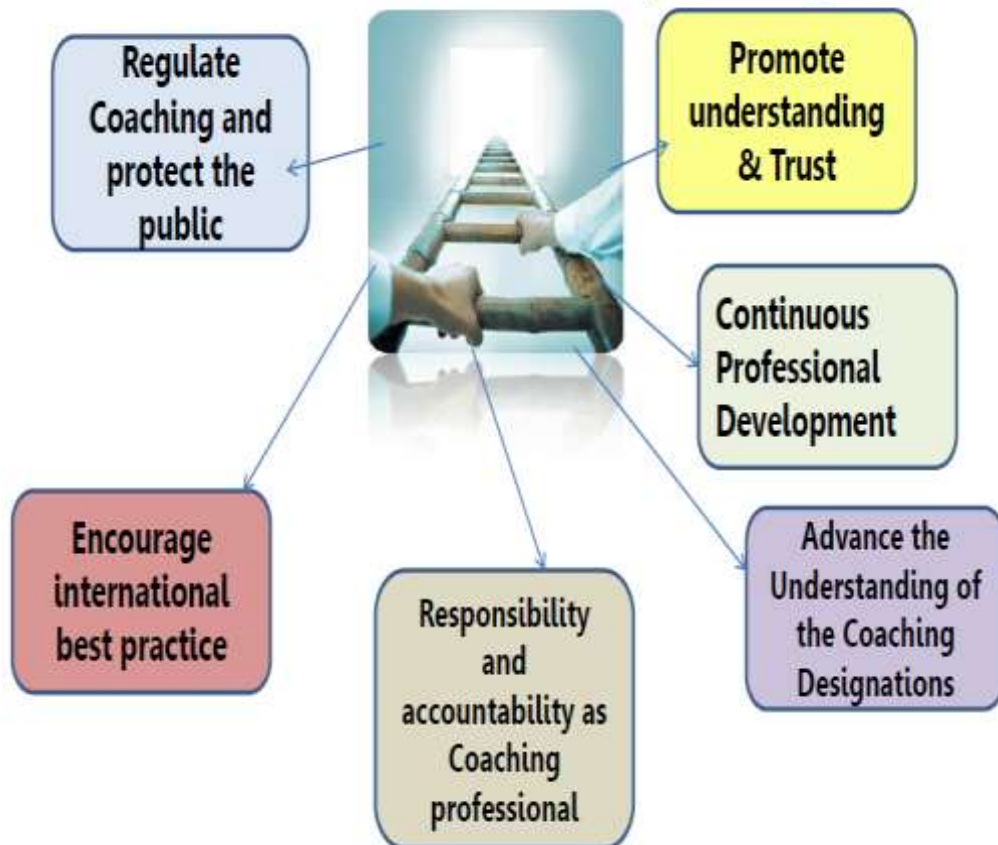 Regulate
Coaching and
protect the
public
Promote
understanding
& Trust
Continuous
Professional
Development
Encourage
international
best practice
Responsibility
and
accountability as
Coaching
professional
Advance the
Understanding of
the Coaching
Designations